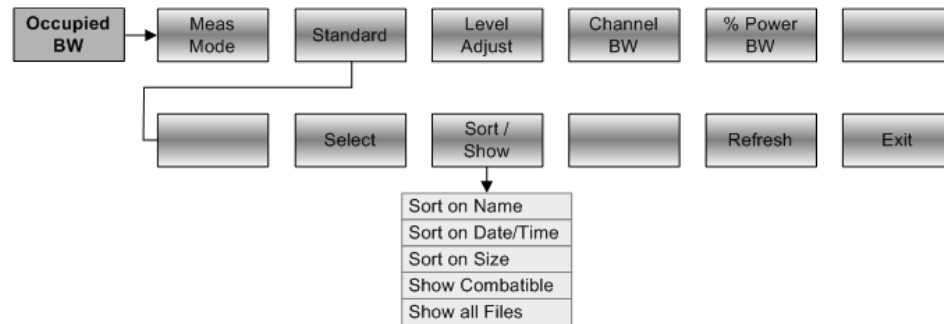 Occupied
BW
Meas
Mode
Standard
Level
Adjust
Channel
BW
% Power
BW
Select
Sort /
Show
Refresh
Exit
Sort on Name
Sort on Date/Time
Sort on Size
Show Combatible
Show all Files